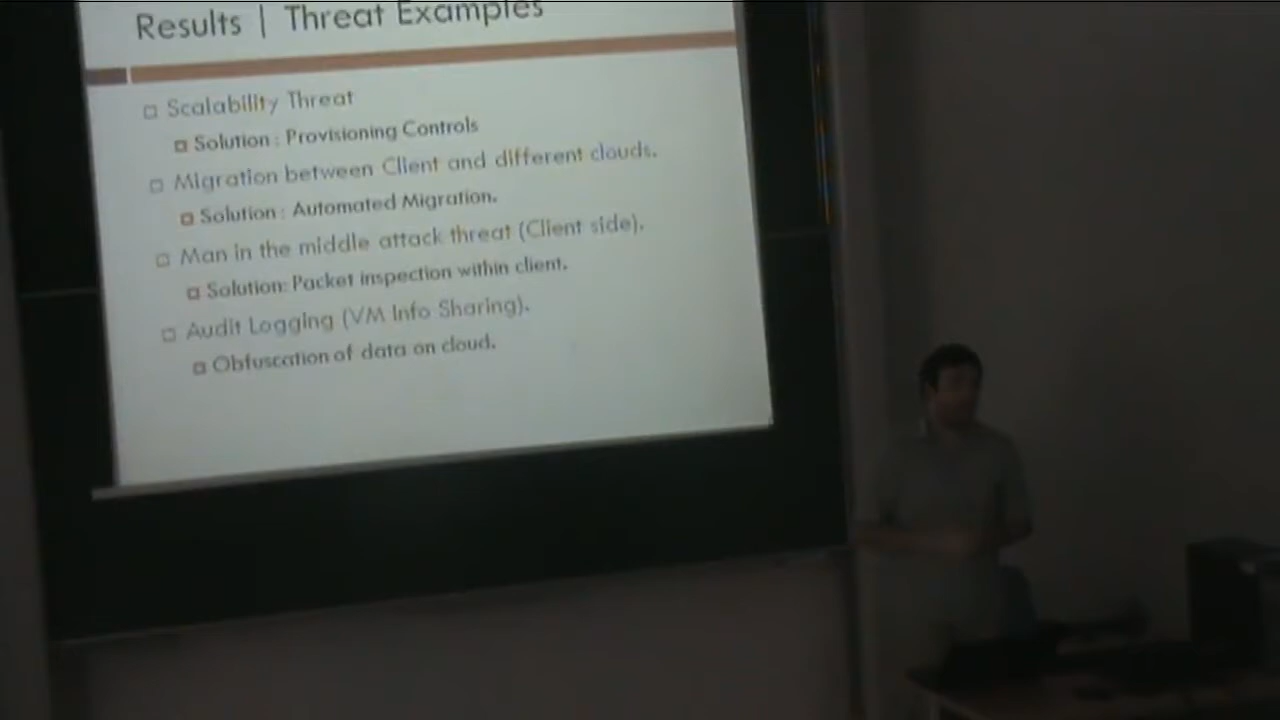 Results | Threat Examples
Scalability Threat
Solution : Provisioning Controls
Migration between Client and different clouds.
Solution : Automated Migration.
Man in the middle attack threat (Client side).
Solution: Packet inspection within client.
Audit Logging (VM Info Sharing).
Obfuscation of data on cloud.